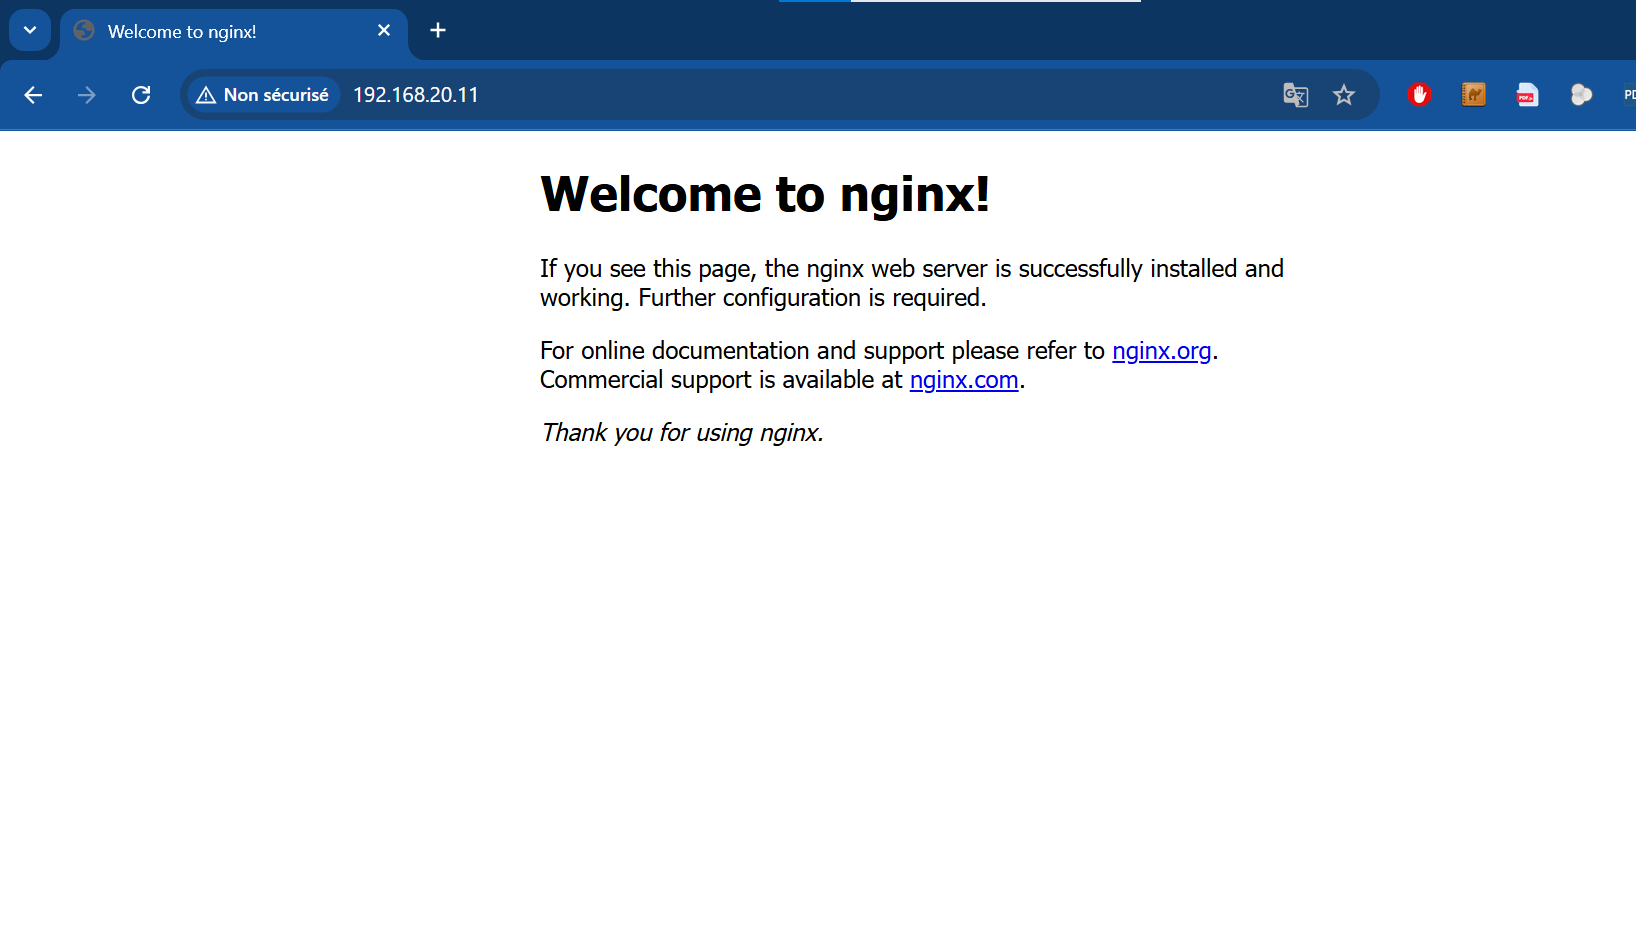 Welcome to nginx!
Non sécurisé
192.168.20.11
PDF
Welcome to nginx!
If you see this page, the nginx web server is successfully installed and
working. Further configuration is required.
For online documentation and support please refer to nginx.org.
Commercial support is available at nginx.com.
Thank you for using nginx.